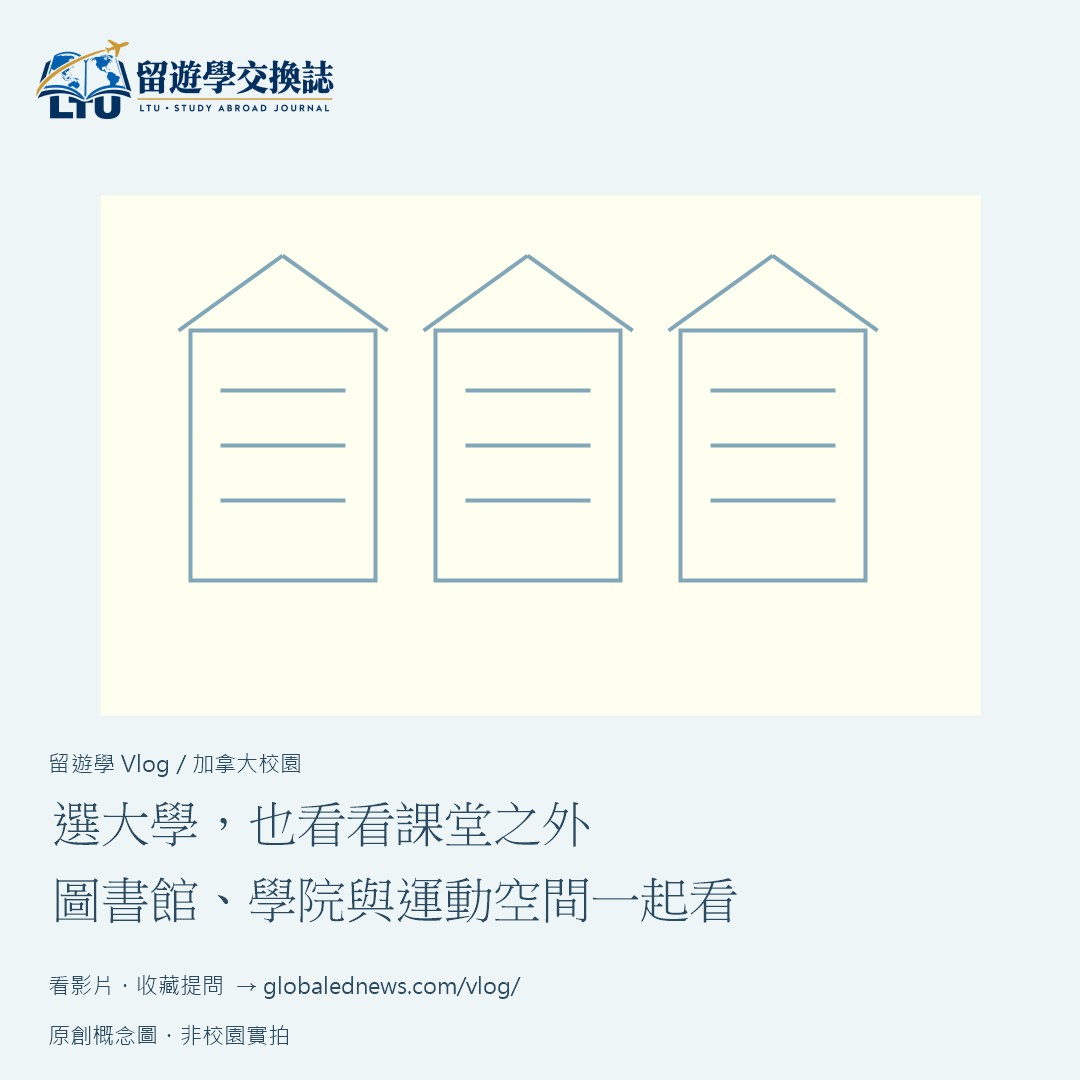 留遊學交換誌
LTU
LTU • STUDY ABROAD JOURNAL
留遊學 Vlog / 加拿大校園
選大學，也看看課堂之外
圖書館、學院與運動空間一起看
看影片．收藏提問 → globalednews.com/vlog/
原創概念圖．非校園實拍